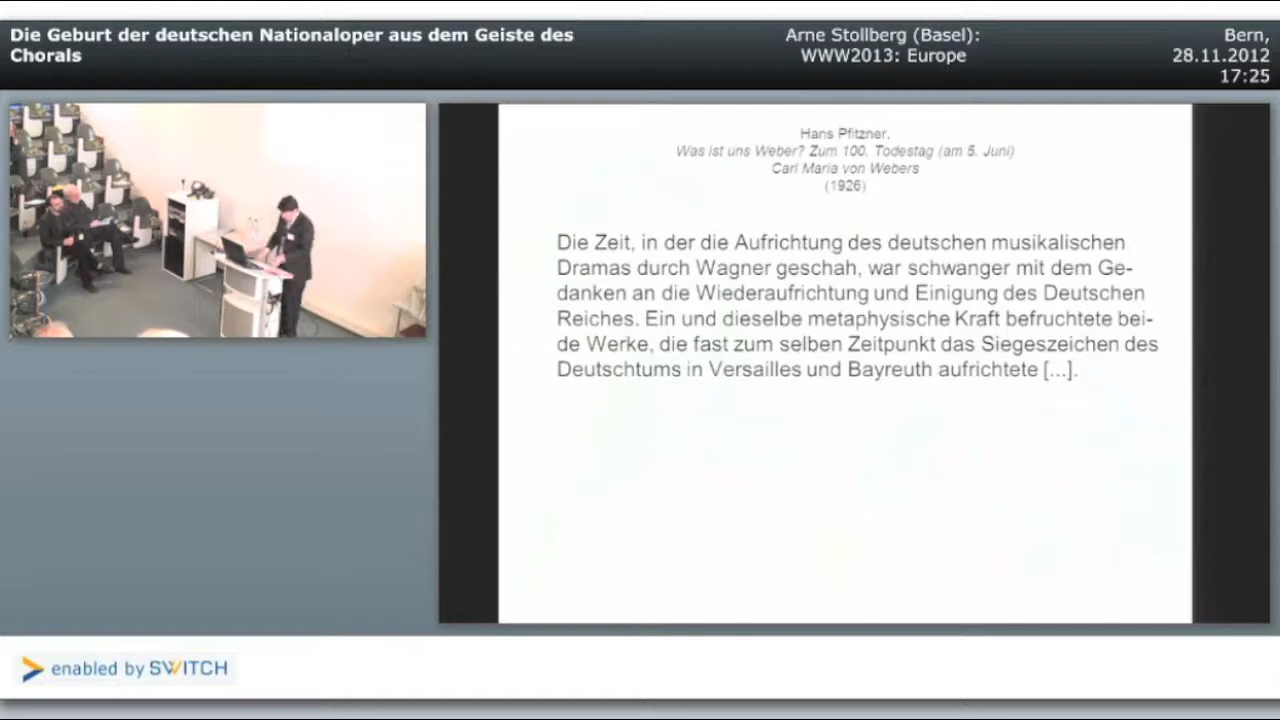 Die Geburt der deutschen Nationaloper aus dem Geiste des
Chorals
Arne Stollberg (Basel):
WWW2013: Europe
Bern,
28.11.2012
17:25
Hans Pfitzner,
Was ist uns Weber? Zum 100. Todestag (am 5. Juni)
Carl Maria von Webers
(1926)
Die Zeit, in der die Aufrichtung des deutschen musikalischen
Dramas durch Wagner geschah, war schwanger mit dem Ge-
danken an die Wiederaufrichtung und Einigung des Deutschen
Reiches. Ein und dieselbe metaphysische Kraft befruchtete bei-
de Werke, die fast zum selben Zeitpunkt das Siegeszeichen des
Deutschtums in Versailles und Bayreuth aufrichtete [...].
enabled by SWITCH